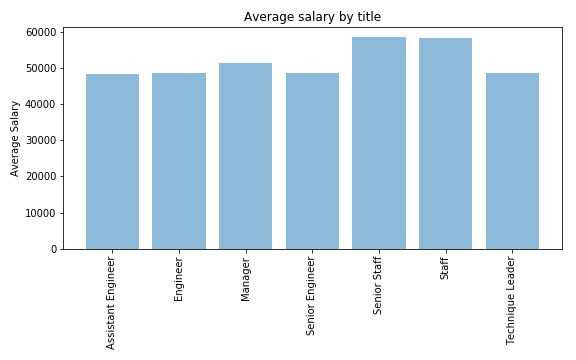 Average salary by title
Average Salary
60000
50000
40000
30000
20000
10000
0
Assistant Engineer
Engineer
Manager
Senior Engineer
Senior Staff
Staff
Technique Leader